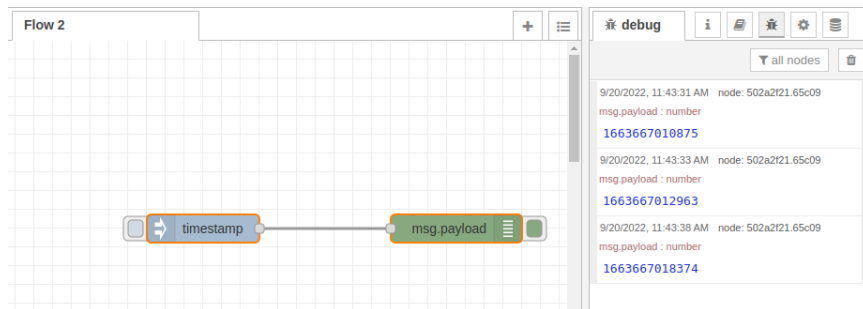 Flow 2
debug
all nodes
9/20/2022, 11:43:31 AM node: 502a2f21.65c09
msg.payload : number
1663667010875
9/20/2022, 11:43:33 AM node: 502a2f21.65c09
msg.payload : number
1663667012963
9/20/2022, 11:43:38 AM node: 502a2f21.65c09
msg.payload : number
1663667018374
timestamp
msg.payload